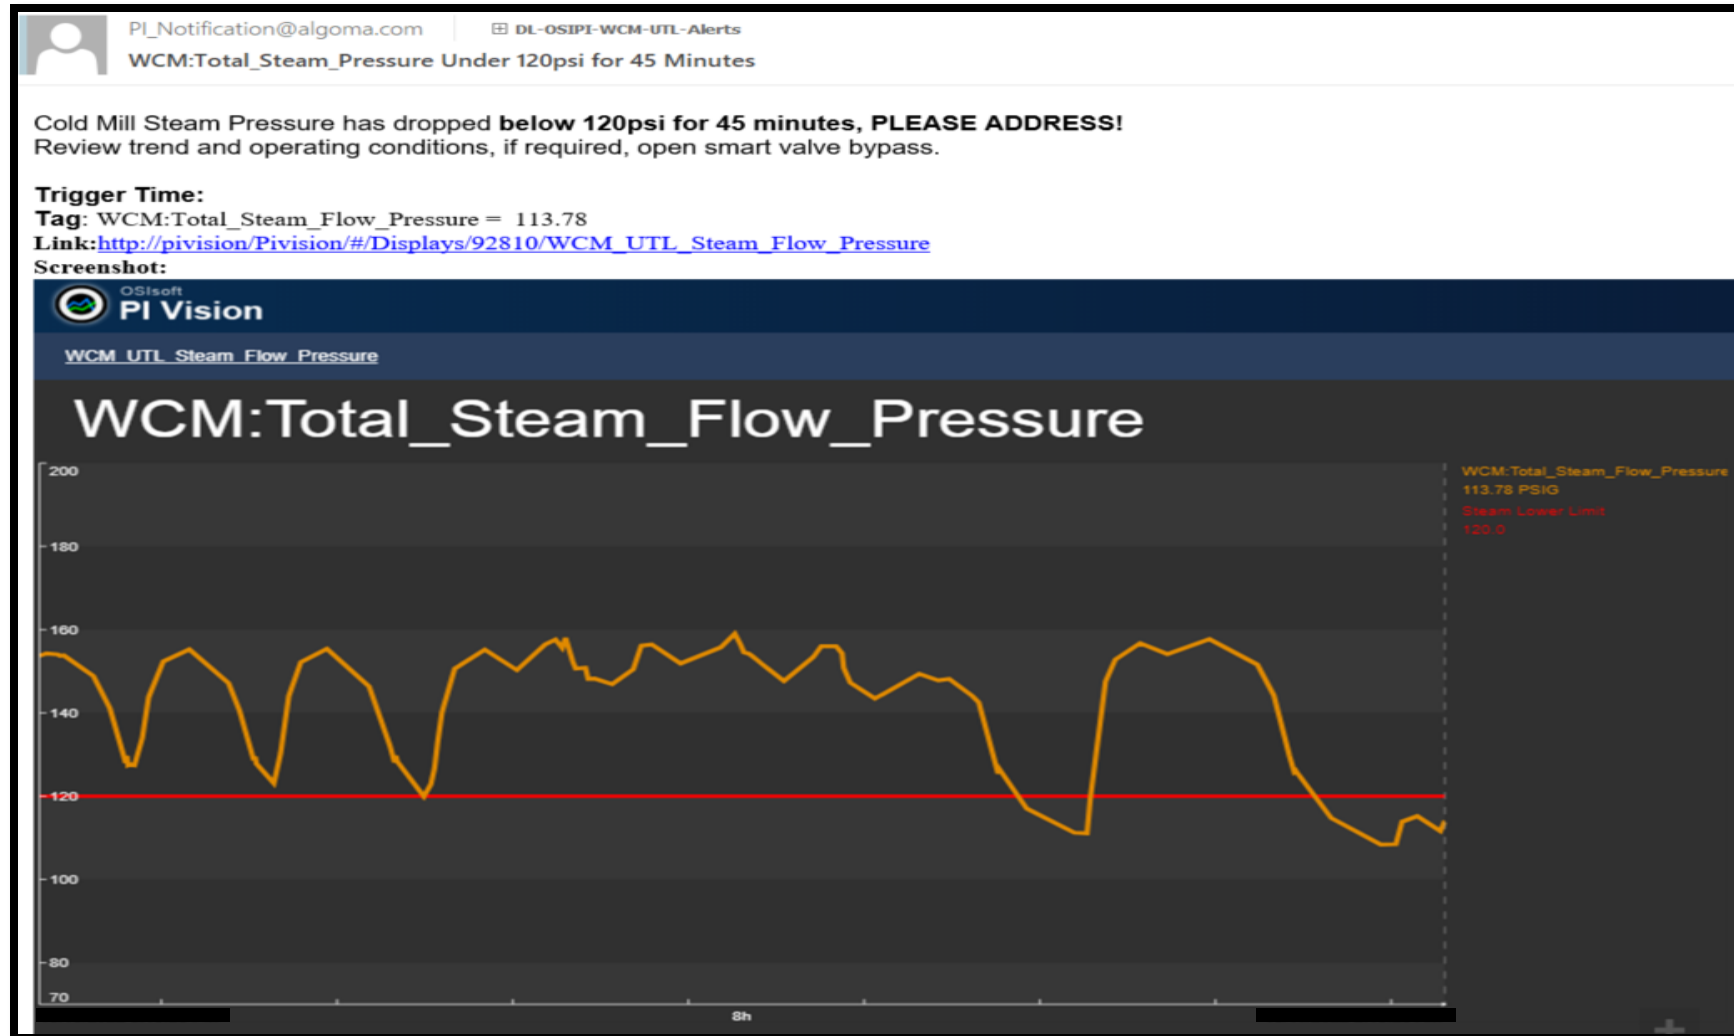 PI_Notification@algoma.com DL-OSIPI-WCM-UTL-Alerts
WCM:Total_Steam_Pressure Under 120psi for 45 Minutes
Cold Mill Steam Pressure has dropped below 120psi for 45 minutes, PLEASE ADDRESS!
Review trend and operating conditions, if required, open smart valve bypass.
Trigger Time:
Tag: WCM:Total_Steam_Flow_Pressure = 113.78
Link:http://pivision/Pivision/#/Displays/92810/WCM_UTL_Steam_Flow_Pressure
Screenshot:
OSIsoft
PI Vision
WCM_UTL_Steam_Flow_Pressure
WCM:Total_Steam_Flow_Pressure
200
180
160
140
120
100
80
70
WCM:Total_Steam_Flow_Pressure
113.78 PSIG
Steam Lower Limit
120.0
8h